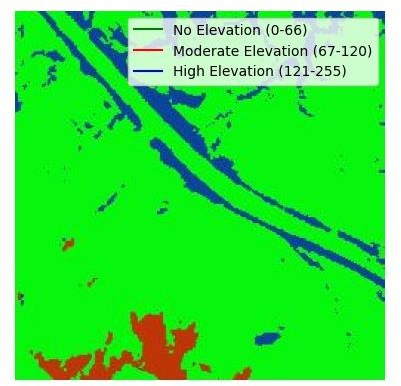 No Elevation (0-66)
Moderate Elevation (67-120)
High Elevation (121-255)